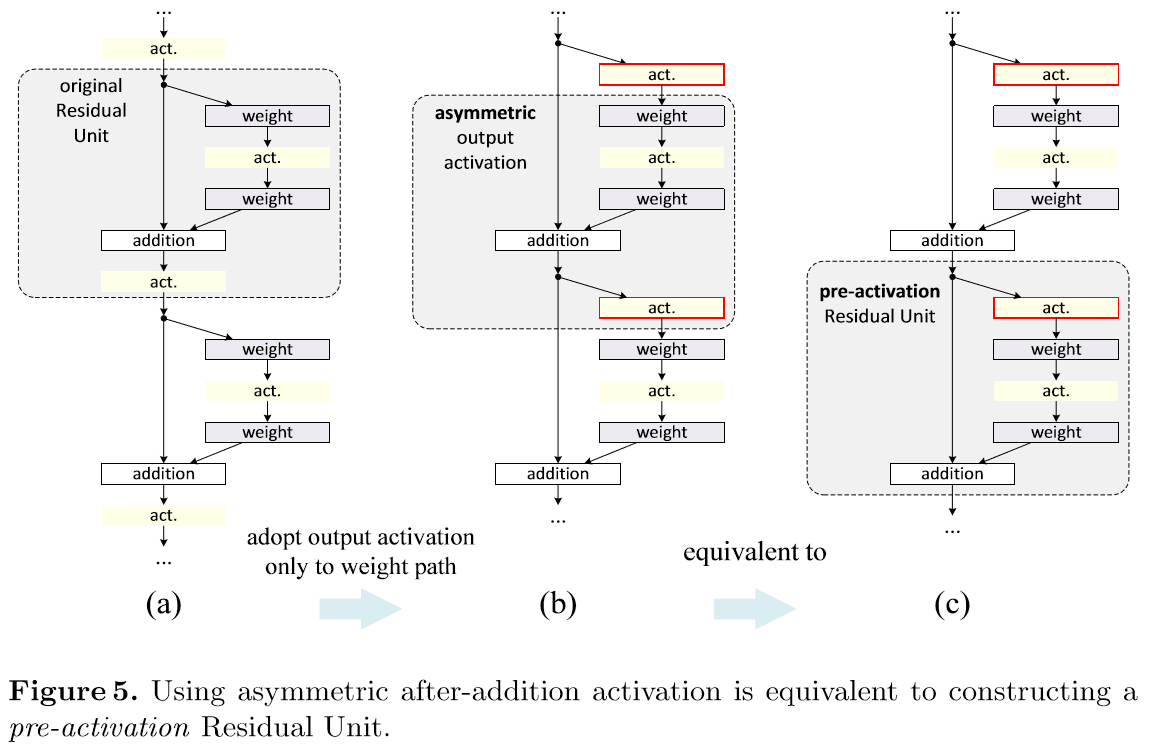 ...
act.
original
Residual
Unit
weight
act.
weight
addition
act.
weight
act.
weight
addition
act.
...
(a)
adopt output activation
only to weight path
...
act.
asymmetric
output
activation
weight
act.
weight
addition
act.
weight
act.
weight
addition
...
(b)
equivalent to
...
act.
weight
act.
weight
addition
pre-activation
Residual Unit
act.
weight
act.
weight
addition
...
(c)
Figure 5. Using asymmetric after-addition activation is equivalent to constructing a
pre-activation Residual Unit.